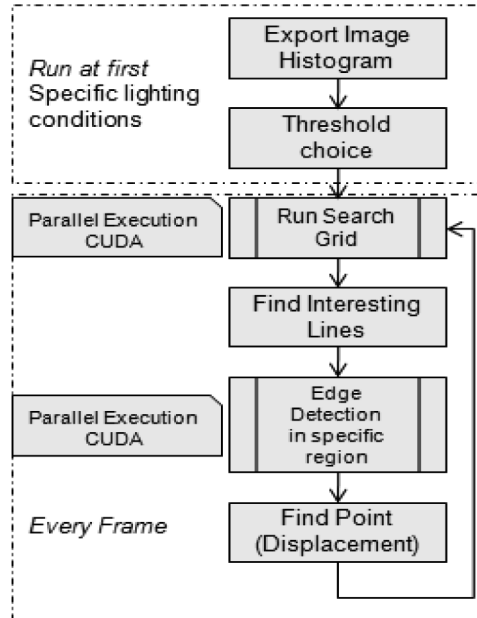 Export Image
Histogram
Run at first
Specific lighting
conditions
Threshold
choice
Parallel Execution
CUDA
Run Search
Grid
Find Interesting
Lines
Parallel Execution
CUDA
Edge
Detection
in specific
region
Every Frame
Find Point
(Displacement)